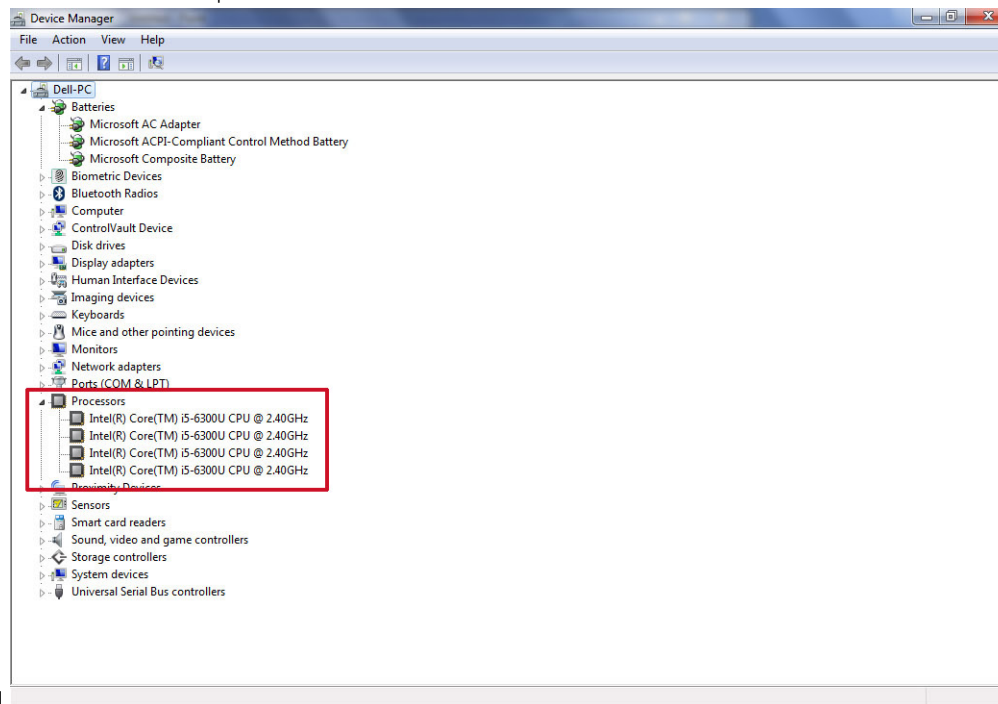 Device Manager
File Action View Help
Dell-PC
Batteries
Microsoft AC Adapter
Microsoft ACPI-Compliant Control Method Battery
Microsoft Composite Battery
Biometric Devices
Bluetooth Radios
Computer
ControlVault Device
Disk drives
Display adapters
Human Interface Devices
Imaging devices
Keyboards
Mice and other pointing devices
Monitors
Network adapters
Ports (COM & LPT)
Processors
Intel(R) Core(TM) i5-6300U CPU @ 2.40GHz
Intel(R) Core(TM) i5-6300U CPU @ 2.40GHz
Intel(R) Core(TM) i5-6300U CPU @ 2.40GHz
Intel(R) Core(TM) i5-6300U CPU @ 2.40GHz
Proximity Devices
Sensors
Smart card readers
Sound, video and game controllers
Storage controllers
System devices
Universal Serial Bus controllers